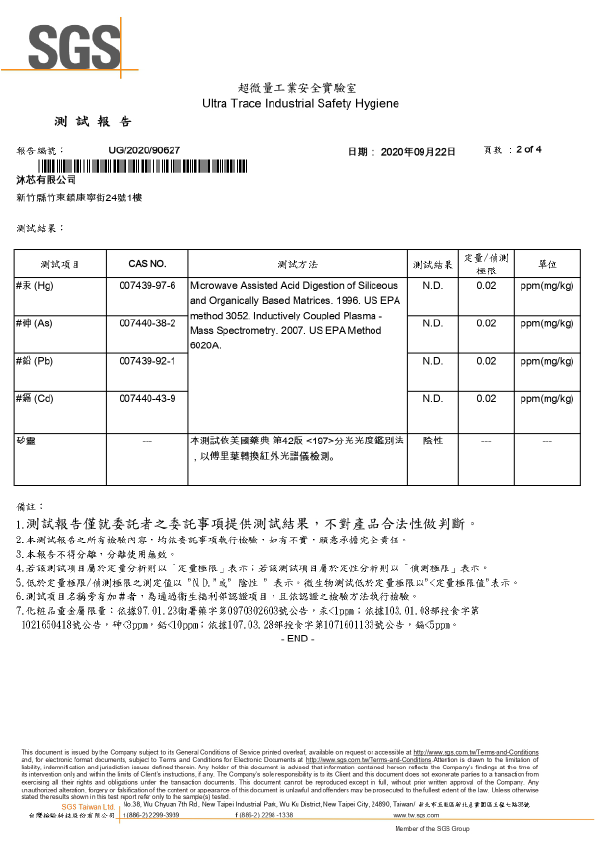 SGS
超微量工業安全實驗室
Ultra Trace Industrial Safety Hygiene
測 試 報 告
報告編號： UG/2020/90627 日期： 2020年09月22日 頁數 ：2 of 4
沐芯有限公司
新竹縣竹東鎮康寧街24號1樓
測試結果：
測試項目 CAS NO. 測試方法 測試結果 定量/偵測極限 單位
#汞 (Hg) 007439-97-6 Microwave Assisted Acid Digestion of Siliceous N.D. 0.02 ppm(mg/kg)
and Organically Based Matrices. 1996. US EPA
method 3052. Inductively Coupled Plasma -
#砷 (As) 007440-38-2 Mass Spectrometry. 2007. US EPA Method N.D. 0.02 ppm(mg/kg)
6020A.
#鉛 (Pb) 007439-92-1 N.D. 0.02 ppm(mg/kg)
#鎘 (Cd) 007440-43-9 N.D. 0.02 ppm(mg/kg)
矽靈 --- 本測試依美國藥典 第42版 <197>分光光度鑑別法 陰性 --- ---
，以傅里葉轉換紅外光譜儀檢測。
備註：
1.測試報告僅就委託者之委託事項提供測試結果，不對產品合法性做判斷。
2.本測試報告之所有檢驗內容，均依委託事項執行檢驗，如有不實，願意承擔完全責任。
3.本報告不得分離，分離使用無效。
4.若該測試項目屬於定量分析則以「定量極限」表示；若該測試項目屬於定性分析則以「偵測極限」表示。
5.低於定量極限/偵測極限之測定值以 "N.D."或" 陰性 " 表示。微生物測試低於定量極限以"<定量極限值"表示。
6.測試項目名稱旁有加#者，為通過衛生福利部認證項目，且依認證之檢驗方法執行檢驗。
7.化粧品重金屬限量：依據97.01.23衛署藥字第0970302603號公告，汞<1ppm；依據103.01.08部授食字第
1021650418號公告，砷<3ppm，鉛<10ppm；依據107.03.28部授食字第1071601133號公告，鎘<5ppm。
- END -
This document is issued by the Company subject to its General Conditions of Service printed overleaf, available on request or accessible at http://www.sgs.com.tw/Terms-and-Conditions
and, for electronic format documents, subject to Terms and Conditions for Electronic Documents at http://www.sgs.com.tw/Terms-and-Conditions.Attention is drawn to the limitation of
liability, indemnification and jurisdiction issues defined therein. Any holder of this document is advised that information contained hereon reflects the Company's findings at the time of
its intervention only and within the limits of Client's instructions, if any. The Company's sole responsibility is to its Client and this document does not exonerate parties to a transaction from
exercising all their rights and obligations under the transaction documents. This document cannot be reproduced except in full, without prior written approval of the Company. Any
unauthorized alteration, forgery or falsification of the content or appearance of this document is unlawful and offenders may be prosecuted to the fullest extent of the law. Unless otherwise
stated the results shown in this test report refer only to the sample(s) tested.
SGS Taiwan Ltd. No.38, Wu Chyuan 7th Rd., New Taipei Industrial Park, Wu Ku District,New Taipei City, 24890, Taiwan/ 新北市五股區新北產業園區五權七路38號
台灣檢驗科技股份有限公司 t (886-2)2299-3939 f (886-2) 2298 -1338 www.tw.sgs.com
Member of the SGS Group